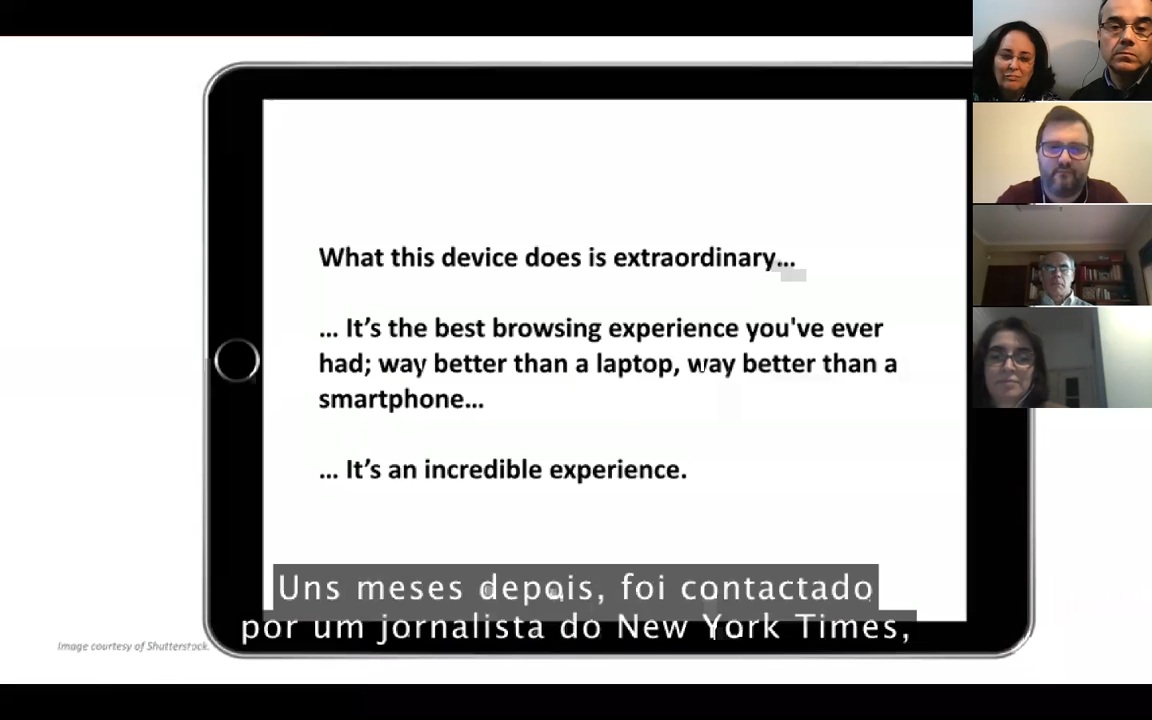 What this device does is extraordinary...
... It’s the best browsing experience you've ever
had; way better than a laptop, way better than a
smartphone...
... It’s an incredible experience.
Uns meses depois, foi contactado
por um jornalista do New York Times,
Image courtesy of Shutterstock.